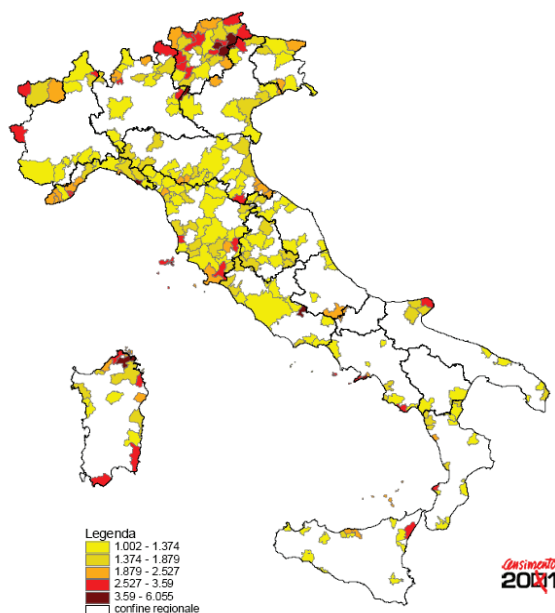 Legenda
1.002 - 1.374
1.374 - 1.879
1.879 - 2.527
2.527 - 3.59
3.59 - 6.055
confine regionale
Censimento
2001